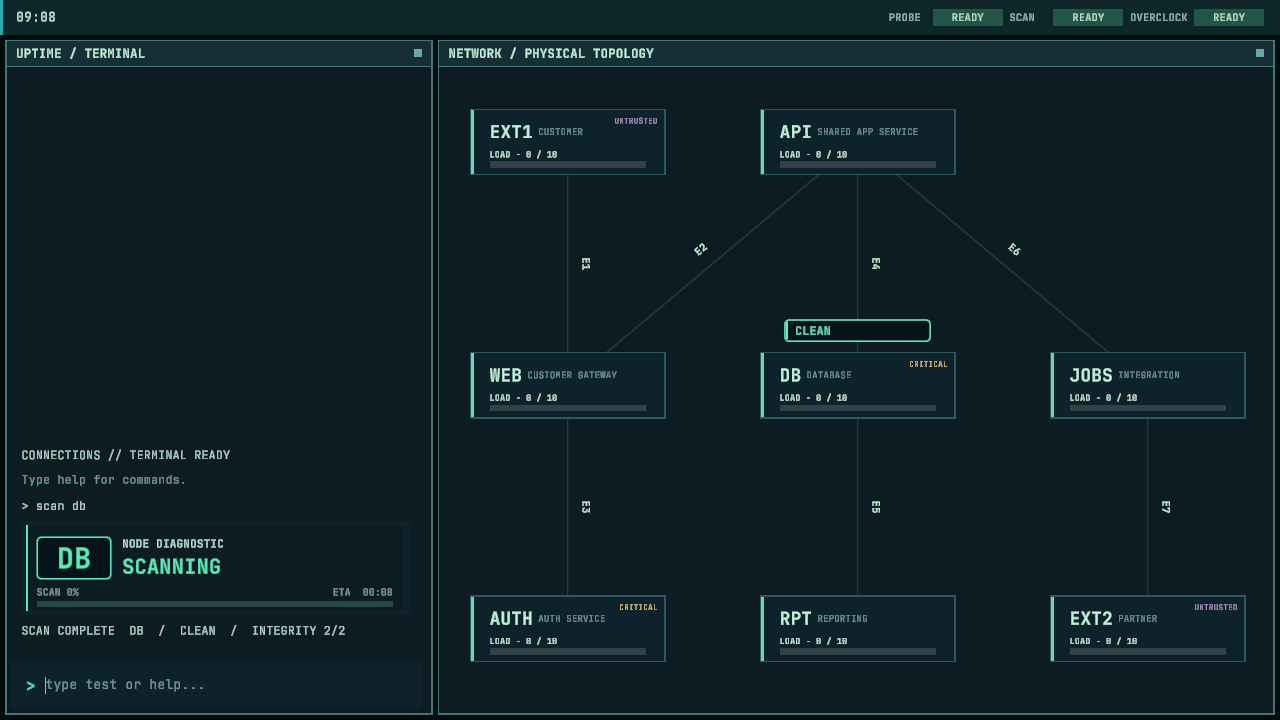 09:08
PROBE READY SCAN READY OVERCLOCK READY
UPTIME / TERMINAL
NETWORK / PHYSICAL TOPOLOGY
CONNECTIONS // TERMINAL READY
Type help for commands.
> scan db
DB
NODE DIAGNOSTIC
SCANNING
SCAN 0% ETA 00:08
SCAN COMPLETE DB / CLEAN / INTEGRITY 2/2
> type test or help...
UNTRUSTED
EXT1 CUSTOMER
LOAD - 0 / 10
API SHARED APP SERVICE
LOAD - 0 / 10
E1
E2
E4
E6
CLEAN
WEB CUSTOMER GATEWAY
LOAD - 0 / 10
CRITICAL
DB DATABASE
LOAD - 0 / 10
JOBS INTEGRATION
LOAD - 0 / 10
E3
E5
E7
CRITICAL
AUTH AUTH SERVICE
LOAD - 0 / 10
RPT REPORTING
LOAD - 0 / 10
UNTRUSTED
EXT2 PARTNER
LOAD - 0 / 10